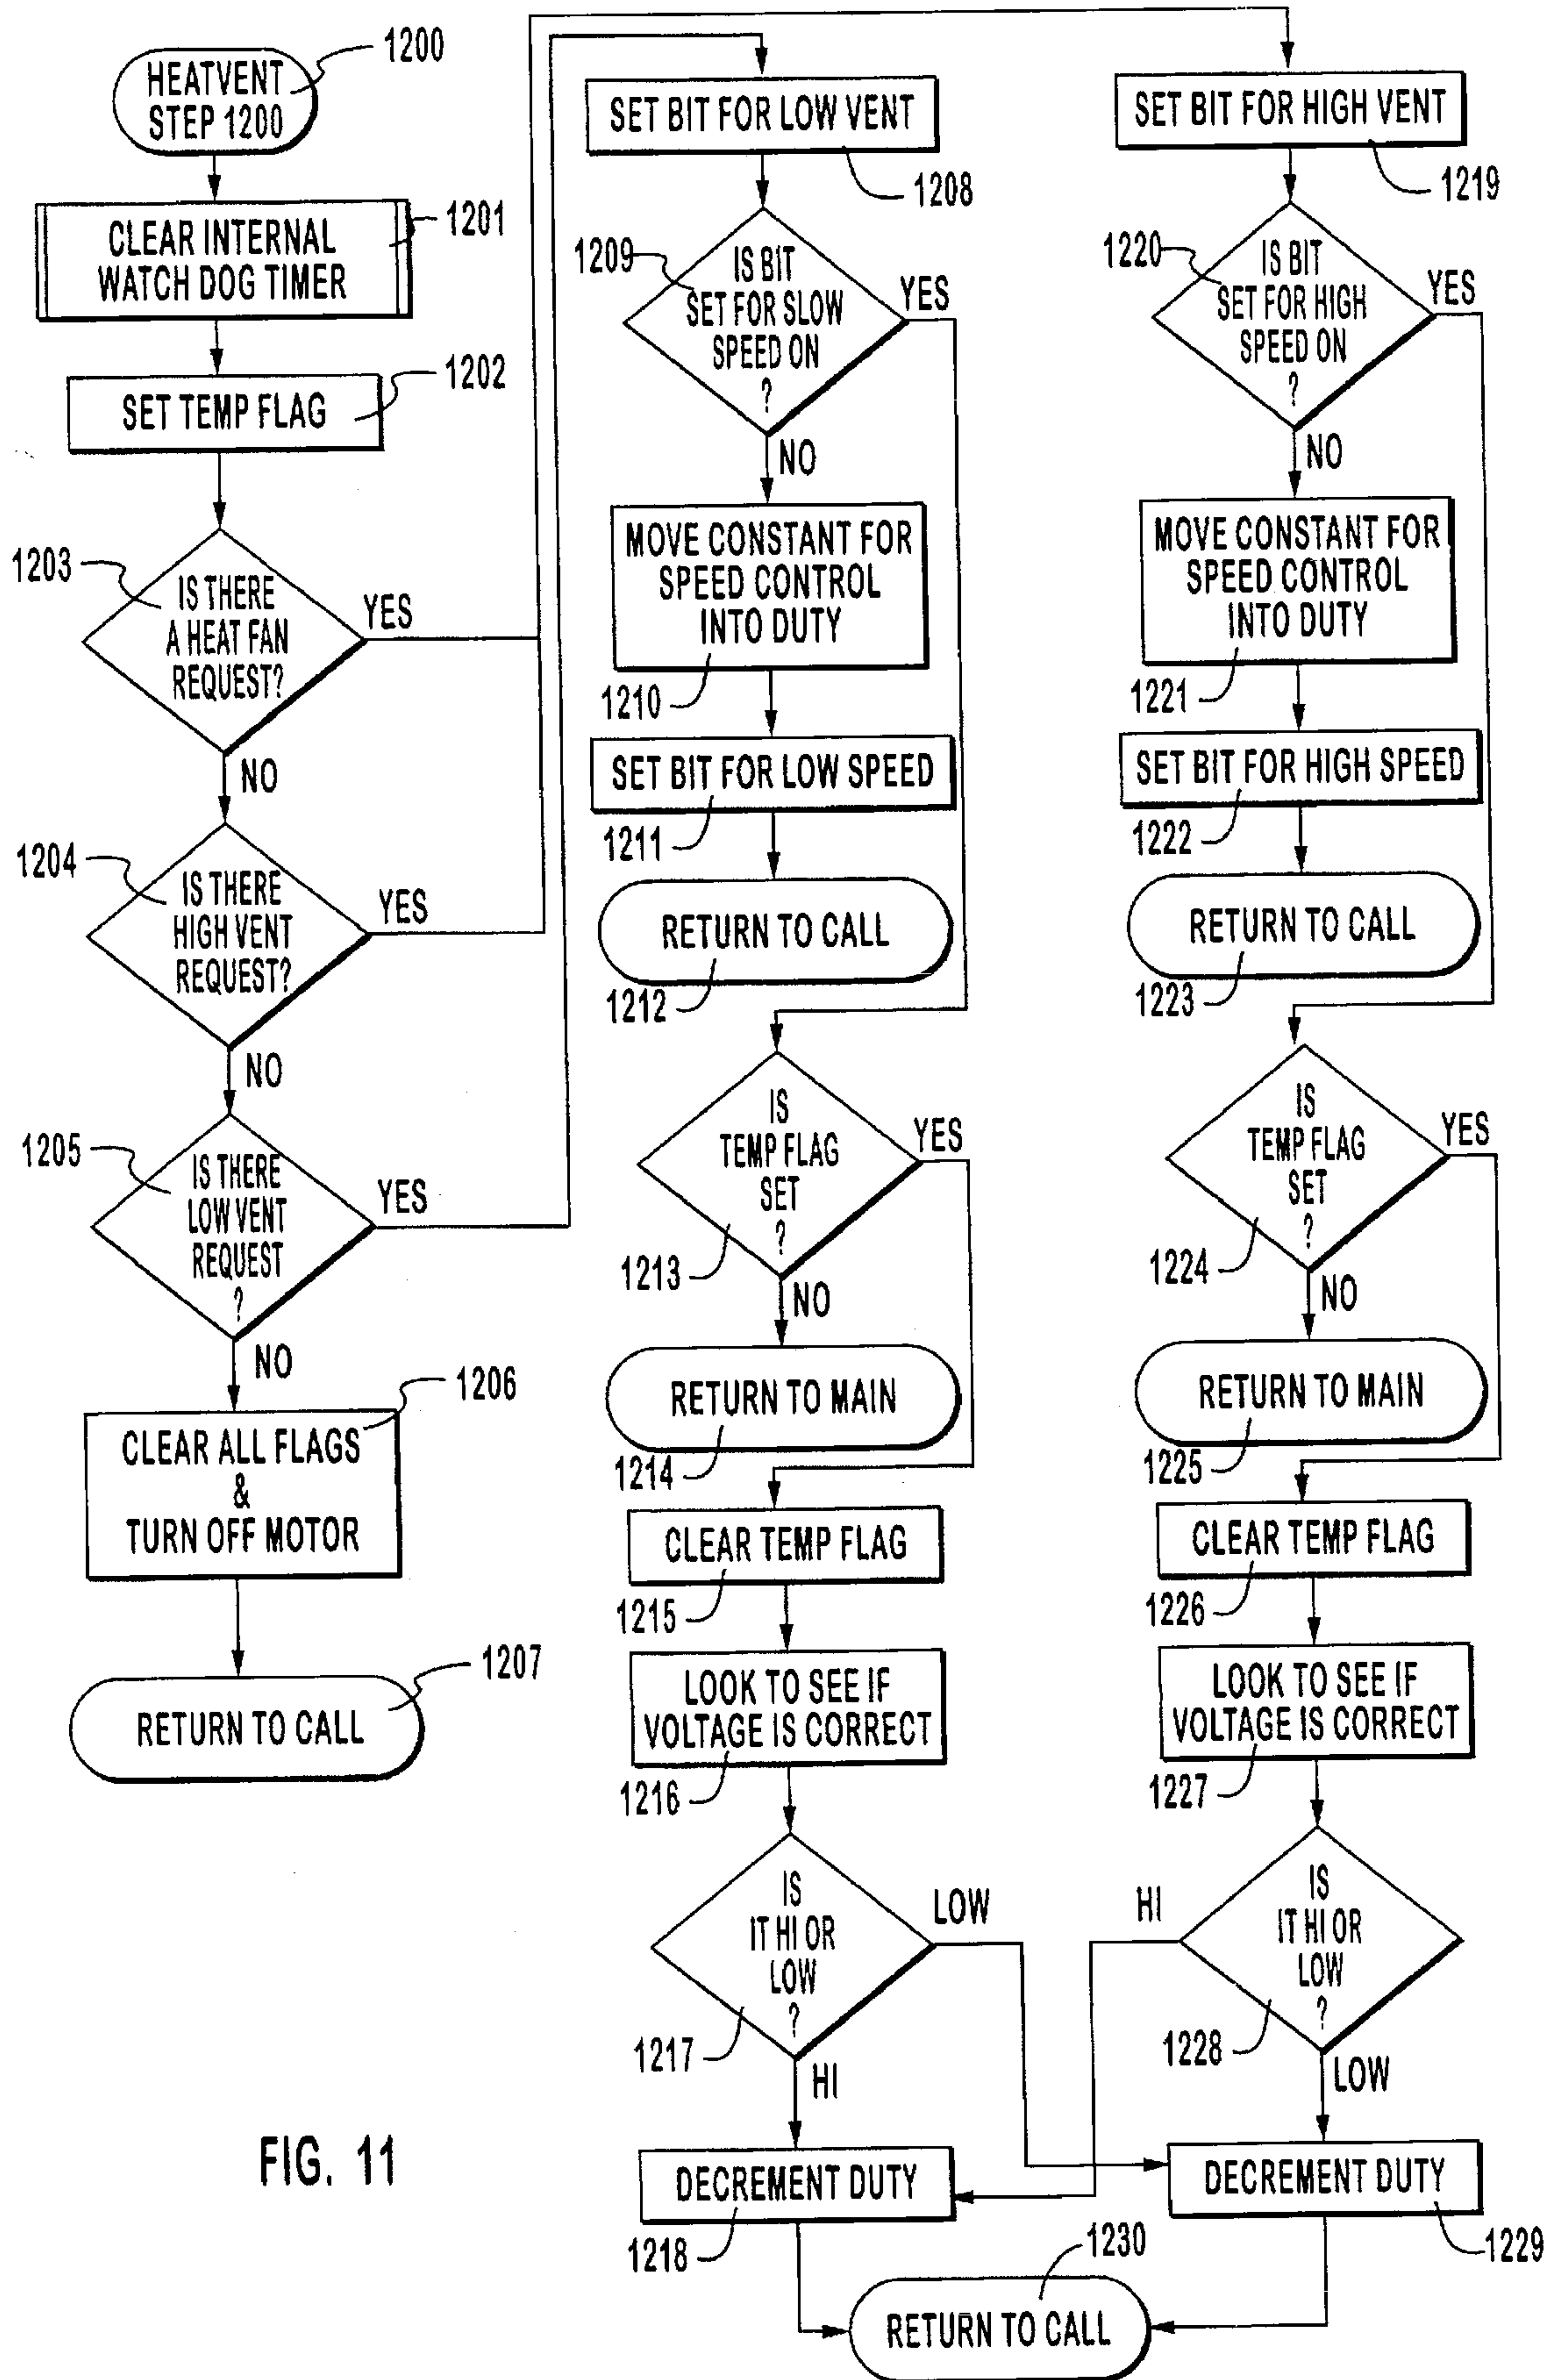 1200
HEATVENT
STEP 1200
1201
CLEAR INTERNAL
WATCH DOG TIMER
1202
SET TEMP FLAG
1203
IS THERE
A HEAT FAN
REQUEST?
YES
NO
1204
IS THERE
HIGH VENT
REQUEST?
YES
NO
1205
IS THERE
LOW VENT
REQUEST
?
YES
NO
1206
CLEAR ALL FLAGS
&
TURN OFF MOTOR
1207
RETURN TO CALL
SET BIT FOR LOW VENT
1208
1209
IS BIT
SET FOR SLOW
SPEED ON
?
YES
NO
MOVE CONSTANT FOR
SPEED CONTROL
INTO DUTY
1210
SET BIT FOR LOW SPEED
1211
RETURN TO CALL
1212
IS
TEMP FLAG
SET
?
YES
1213
NO
RETURN TO MAIN
1214
CLEAR TEMP FLAG
1215
LOOK TO SEE IF
VOLTAGE IS CORRECT
1216
IS
IT HI OR
LOW
?
LOW
1217
HI
DECREMENT DUTY
1218
SET BIT FOR HIGH VENT
1219
1220
IS BIT
SET FOR HIGH
SPEED ON
?
YES
NO
MOVE CONSTANT FOR
SPEED CONTROL
INTO DUTY
1221
SET BIT FOR HIGH SPEED
1222
RETURN TO CALL
1223
IS
TEMP FLAG
SET
?
YES
1224
NO
RETURN TO MAIN
1225
CLEAR TEMP FLAG
1226
LOOK TO SEE IF
VOLTAGE IS CORRECT
1227
HI
IS
IT HI OR
LOW
?
1228
LOW
DECREMENT DUTY
1229
1230
RETURN TO CALL
FIG. 11